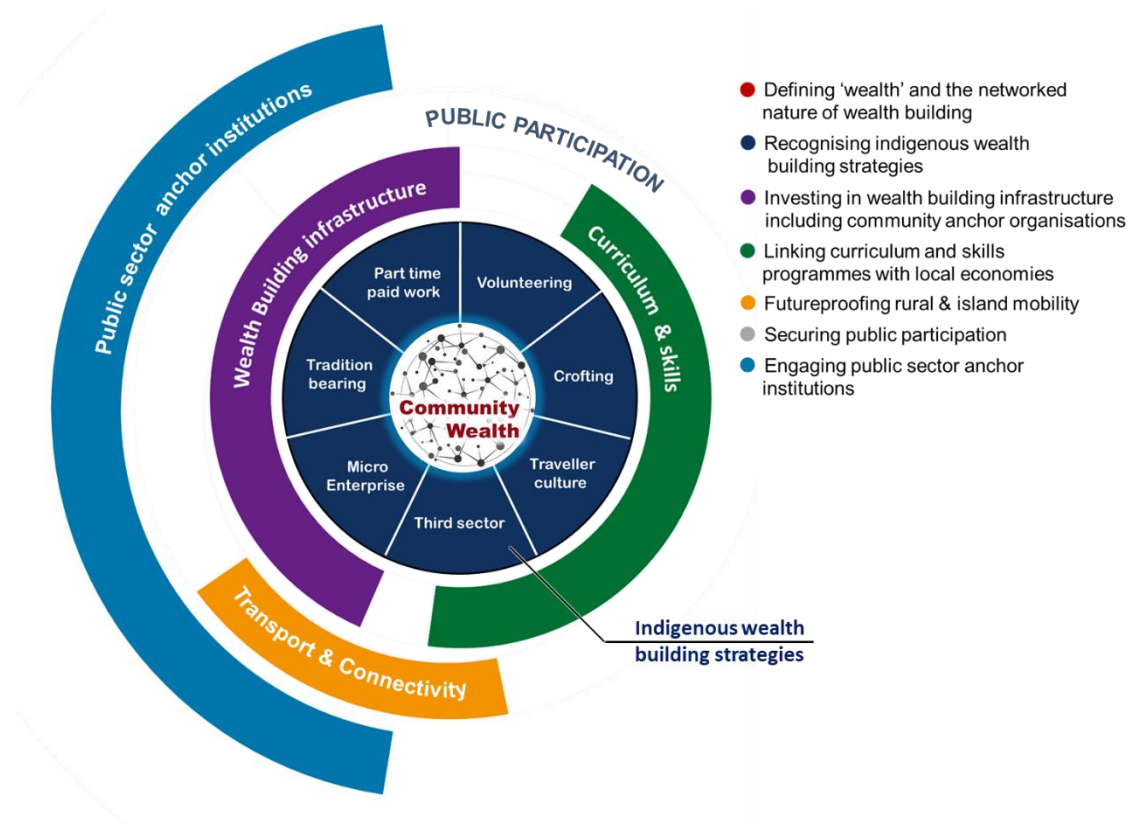 Public sector anchor institutions
PUBLIC PARTICIPATION
Wealth Building infrastructure
Curriculum & skills
Part time
paid work
Volunteering
Tradition
bearing
Crofting
Community
Wealth
Micro
Enterprise
Traveller
culture
Third sector
Transport & Connectivity
Indigenous wealth
building strategies
Defining ‘wealth’ and the networked
nature of wealth building
Recognising indigenous wealth
building strategies
Investing in wealth building infrastructure
including community anchor organisations
Linking curriculum and skills
programmes with local economies
Futureproofing rural & island mobility
Securing public participation
Engaging public sector anchor
institutions